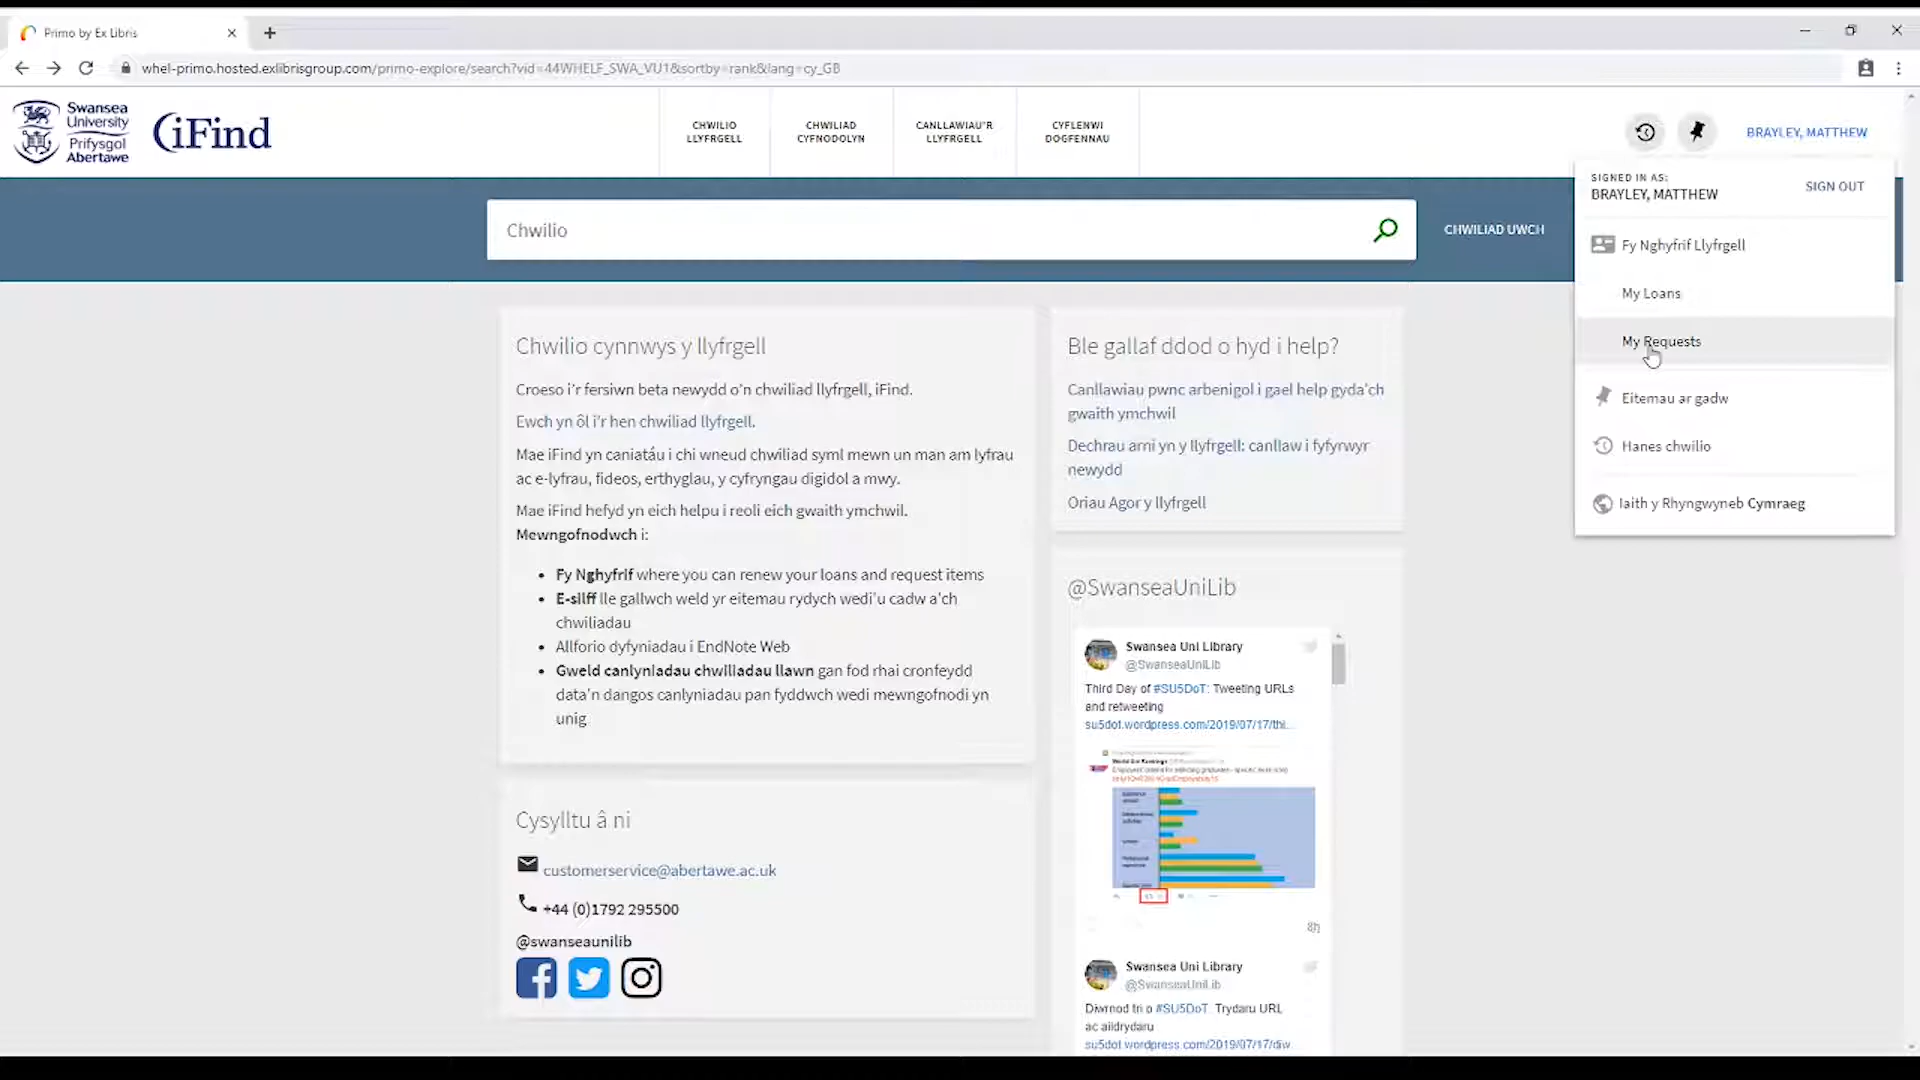 Primo by Ex Libris
whel-primo.hosted.exlibrisgroup.com/primo-explore/search?vid=44WHELF_SWA_VU1&sortby=rank&lang=cy_GB
Swansea
University
Prifysgol
Abertawe
iFind
CHWILIO
LLYFRGELL
CHWILIAD
CYFNODOLYN
CANLLAWIAU'R
LLYFRGELL
CYFLENWI
DOGFENNAU
BRAYLEY, MATTHEW
SIGNED IN AS:
BRAYLEY, MATTHEW
SIGN OUT
Fy Nghyfrif Llyfrgell
My Loans
My Requests
Eitemau ar gadw
Hanes chwilio
Iaith y Rhyngwyneb Cymraeg
Chwilio
CHWILIAD UWCH
Chwilio cynnwys y llyfrgell
Croeso i'r fersiwn beta newydd o'n chwiliad llyfrgell, iFind.
Ewch yn ôl i'r hen chwiliad llyfrgell.
Mae iFind yn caniatáu i chi wneud chwiliad syml mewn un man am lyfrau
ac e-lyfrau, fideos, erthyglau, y cyfryngau digidol a mwy.
Mae iFind hefyd yn eich helpu i reoli eich gwaith ymchwil.
Mewngofnodwch i:
• Fy Nghyfrif where you can renew your loans and request items
• E-silff lle gallwch weld yr eitemau rydych wedi'u cadw a'ch
chwiliadau
• Allforio dyfyniadau i EndNote Web
• Gweld canlyniadau chwiliadau llawn gan fod rhai cronfeydd
data'n dangos canlyniadau pan fyddwch wedi mewngofnodi yn
unig
Cysylltu â ni
customerservice@abertawe.ac.uk
+44 (0)1792 295500
@swanseaunilib
Ble gallaf ddod o hyd i help?
Canllawiau pwnc arbenigol i gael help gyda'ch
gwaith ymchwil
Dechrau arni yn y llyfrgell: canllaw i fyfyrwyr
newydd
Oriau Agor y llyfrgell
@SwanseaUniLib
Swansea Uni Library
@SwanseaUniLib
Third Day of #SU5DoT: Tweeting URLs
and retweeting
su5dot.wordpress.com/2019/07/17/thi...
World Uni Rankings
8h
Swansea Uni Library
@SwanseaUniLib
Diwrnod tri o #SU5DoT: Trydaru URL
ac aildrydaru
su5dot.wordpress.com/2019/07/17/diw...